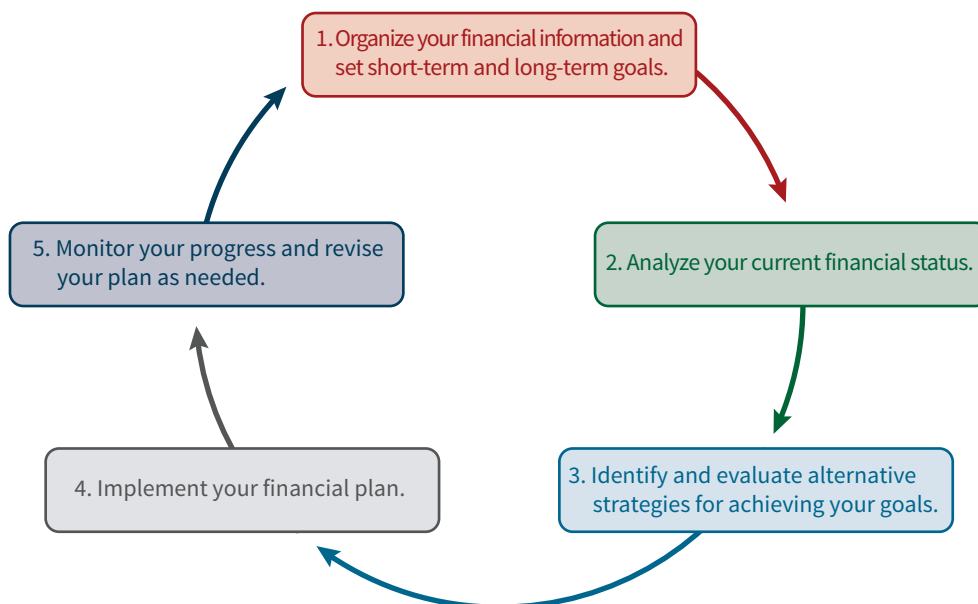 1. Organize your financial information and
set short-term and long-term goals.
2. Analyze your current financial status.
3. Identify and evaluate alternative
strategies for achieving your goals.
4. Implement your financial plan.
5. Monitor your progress and revise
your plan as needed.